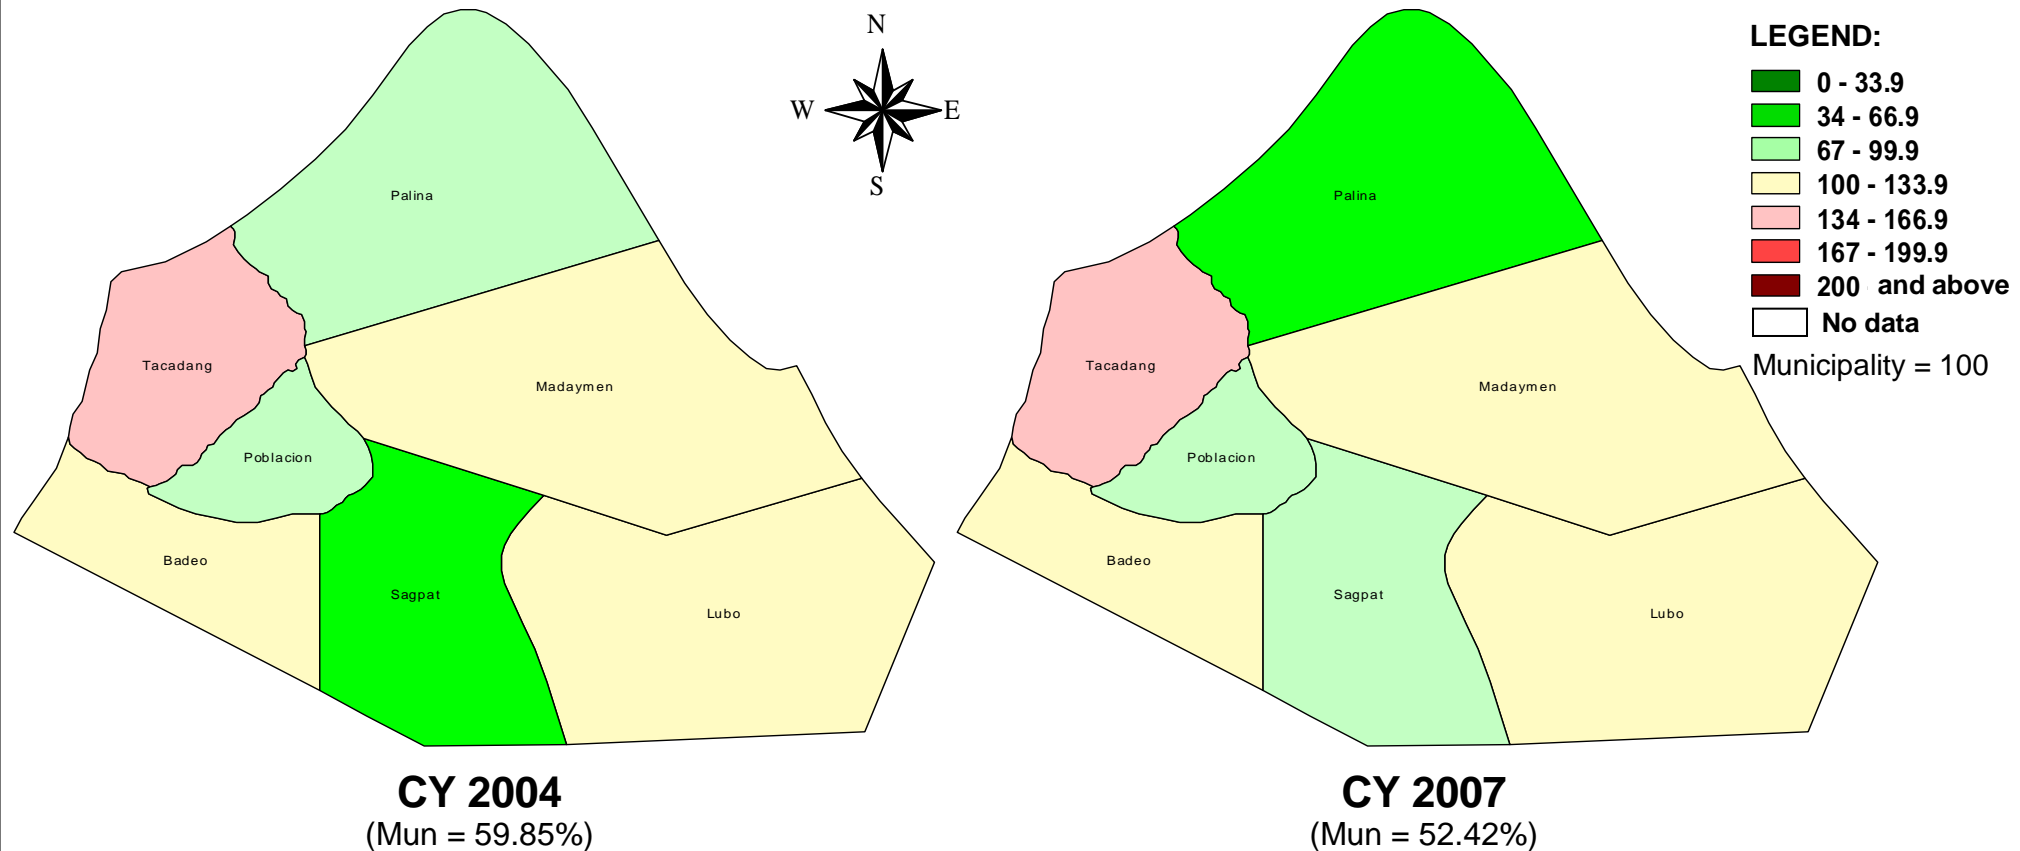 N
W E
S
LEGEND:
0 - 33.9
34 - 66.9
67 - 99.9
100 - 133.9
134 - 166.9
167 - 199.9
200 and above
No data
Municipality = 100
Palina
Tacadang
Madaymen
Poblacion
Badeo
Sagpat
Lubo
CY 2004
(Mun = 59.85%)
Palina
Tacadang
Madaymen
Poblacion
Badeo
Sagpat
Lubo
CY 2007
(Mun = 52.42%)